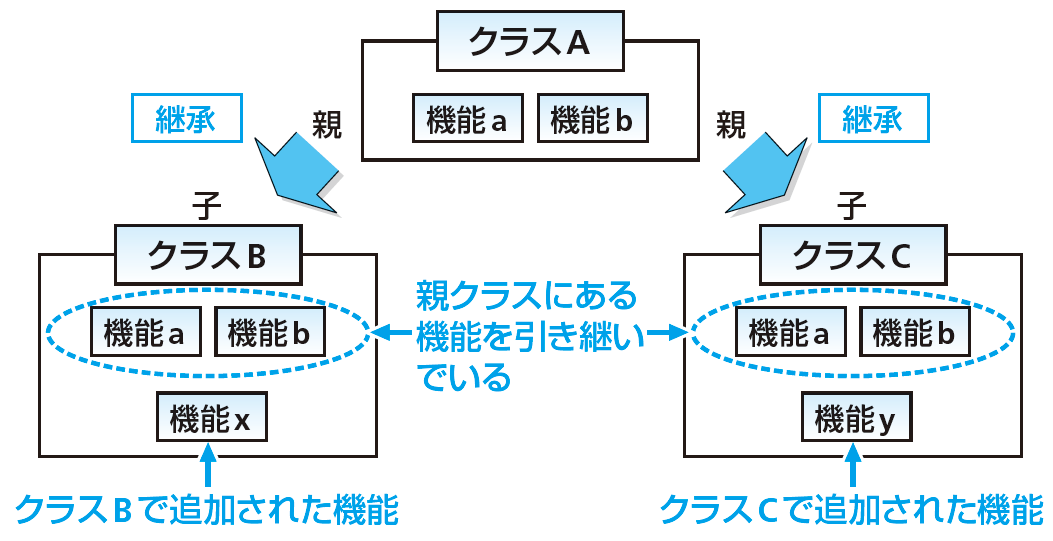 クラスA
機能a 機能b
継承
親
親
継承
子
子
クラスB
クラスC
機能a 機能b
親クラスにある
機能を引き継い
でいる
機能a 機能b
機能x
機能y
クラスBで追加された機能
クラスCで追加された機能